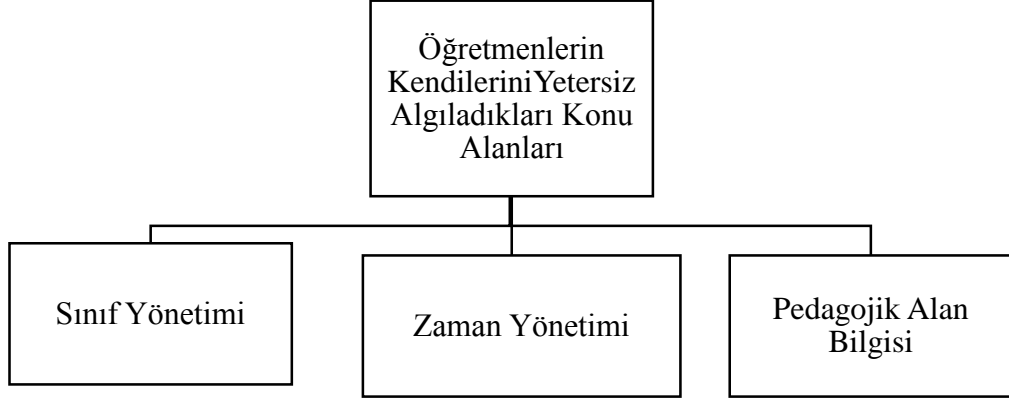 Öğretmenlerin
KendileriniYetersiz
Algıladıkları Konu
Alanları
Sınıf Yönetimi
Zaman Yönetimi
Pedagojik Alan
Bilgisi